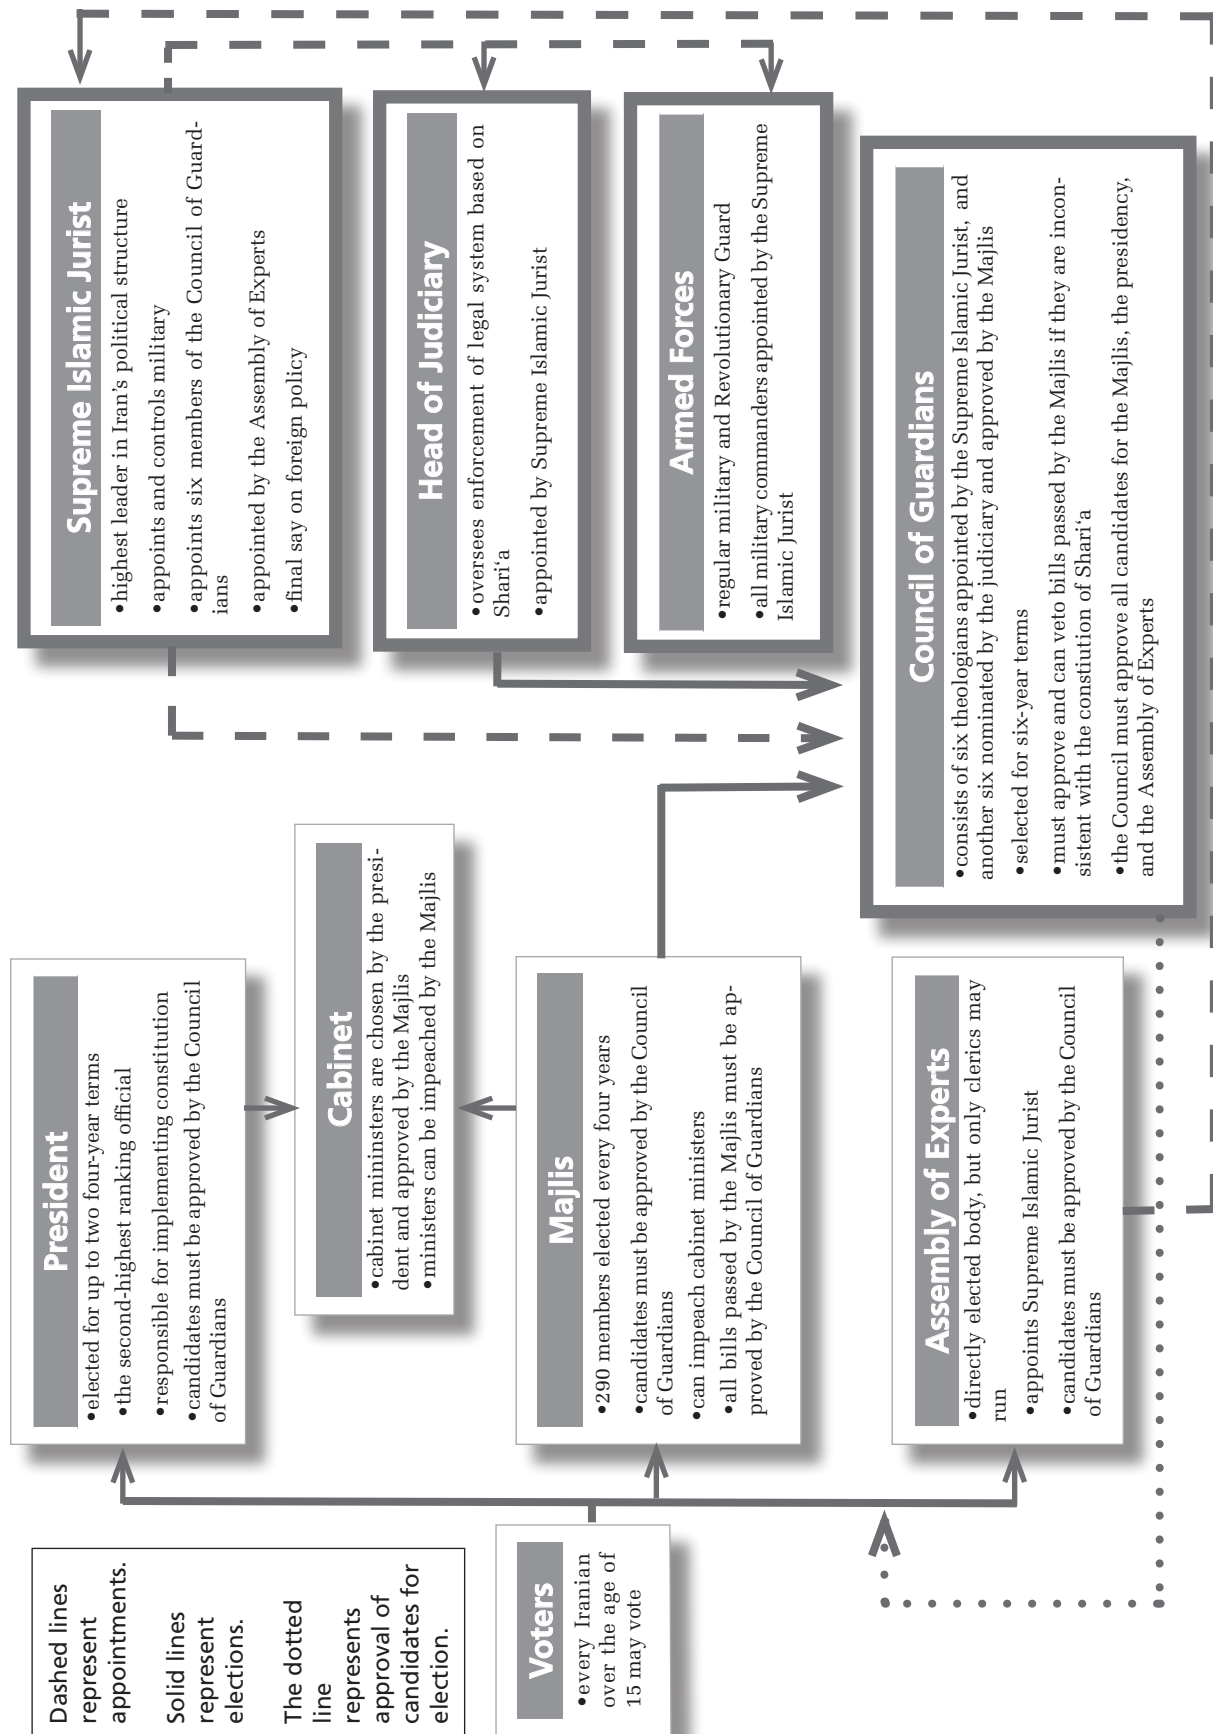 Dashed lines
represent
appointments.
Solid lines
represent
elections.
The dotted
line
represents
approval of
candidates for
election.
Voters
•every Iranian
over the age of
15 may vote
President
•elected for up to two four-year terms
•the second-highest ranking official
•responsible for implementing constitution
•candidates must be approved by the Council
of Guardians
Cabinet
•cabinet mininsters are chosen by the presi-
dent and approved by the Majlis
•ministers can be impeached by the Majlis
Majlis
•290 members elected every four years
•candidates must be approved by the Council
of Guardians
•can impeach cabinet ministers
•all bills passed by the Majlis must be ap-
proved by the Council of Guardians
Assembly of Experts
•directly elected body, but only clerics may
run
•appoints Supreme Islamic Jurist
•candidates must be approved by the Council
of Guardians
Supreme Islamic Jurist
•highest leader in Iran's political structure
•appoints and controls military
•appoints six members of the Council of Guard-
ians
•appointed by the Assembly of Experts
•final say on foreign policy
Head of Judiciary
•oversees enforcement of legal system based on
Shari‘a
•appointed by Supreme Islamic Jurist
Armed Forces
•regular military and Revolutionary Guard
•all military commanders appointed by the Supreme
Islamic Jurist
Council of Guardians
•consists of six theologians appointed by the Supreme Islamic Jurist, and
another six nominated by the judiciary and approved by the Majlis
•selected for six-year terms
•must approve and can veto bills passed by the Majlis if they are incon-
sistent with the constitution of Shari‘a
•the Council must approve all candidates for the Majlis, the presidency,
and the Assembly of Experts